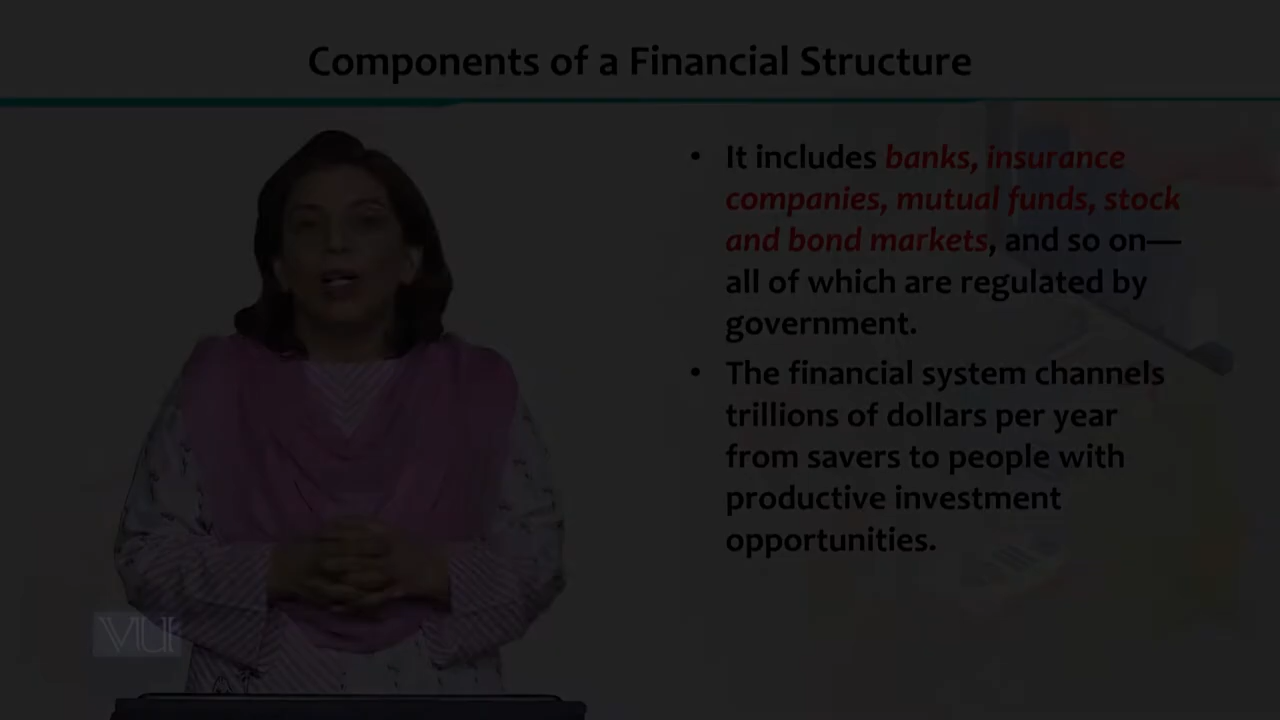 Components of a Financial Structure
• It includes banks, insurance
companies, mutual funds, stock
and bond markets, and so on—
all of which are regulated by
government.
• The financial system channels
trillions of dollars per year
from savers to people with
productive investment
opportunities.
VU